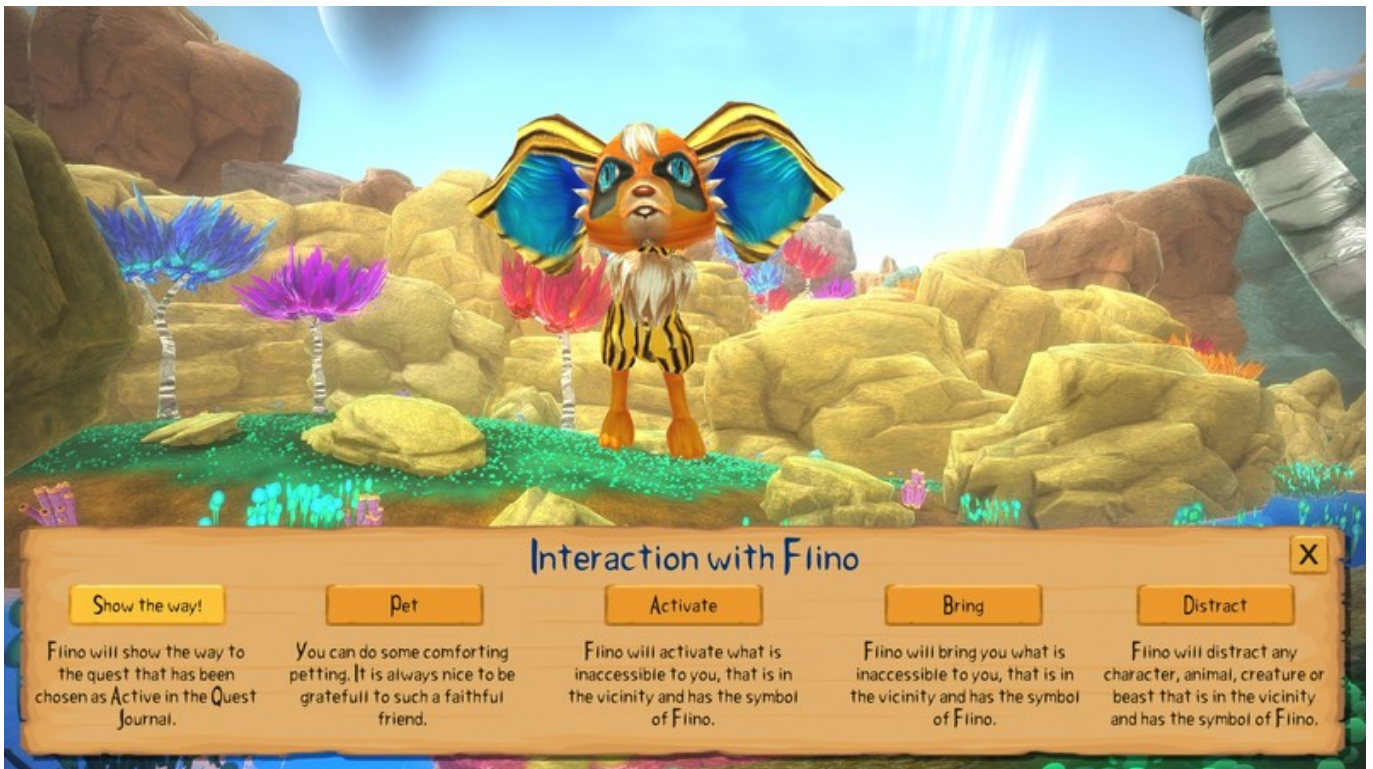 Interaction with Flino
X
Show the way!
Flino will show the way to
the quest that has been
chosen as Active in the Quest
Journal.
Pet
You can do some comforting
petting. It is always nice to be
gratefull to such a faithful
friend.
Activate
Flino will activate what is
inaccessible to you, that is in
the vicinity and has the symbol
of Flino.
Bring
Flino will bring you what is
inaccessible to you, that is in
the vicinity and has the symbol
of Flino.
Distract
Flino will distract any
character, animal, creature or
beast that is in the vicinity
and has the symbol of Flino.